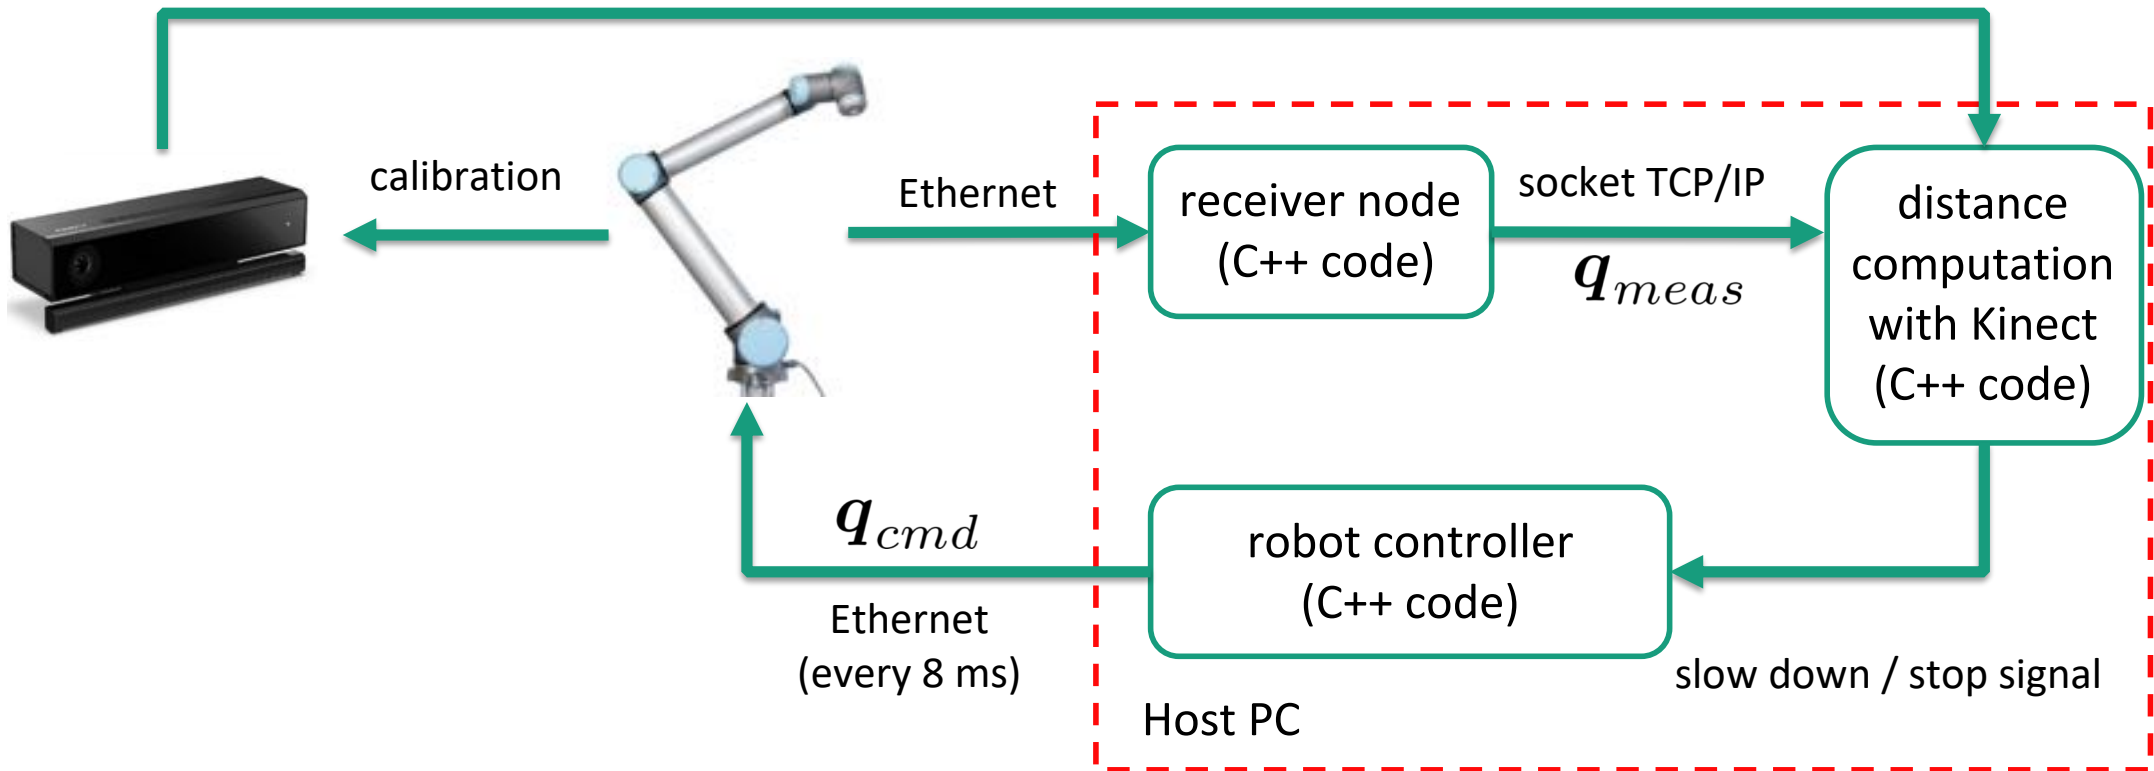 calibration
Ethernet
receiver node
(C++ code)
socket TCP/IP
q_meas
distance
computation
with Kinect
(C++ code)
q_cmd
Ethernet
(every 8 ms)
robot controller
(C++ code)
slow down / stop signal
Host PC